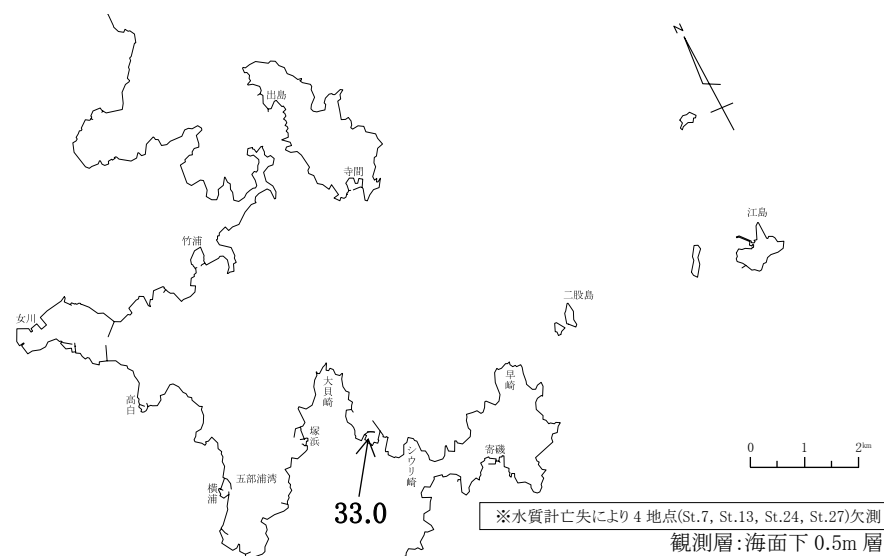 N
出島
寺間
江島
竹浦
二股島
女川
大貝崎
早崎
高白
塚浜
シウリ崎
寄磯
五部浦湾
横浦
0 1 2km
33.0
※水質計亡失により4地点(St.7, St.13, St.24, St.27)欠測
観測層:海面下 0.5m 層